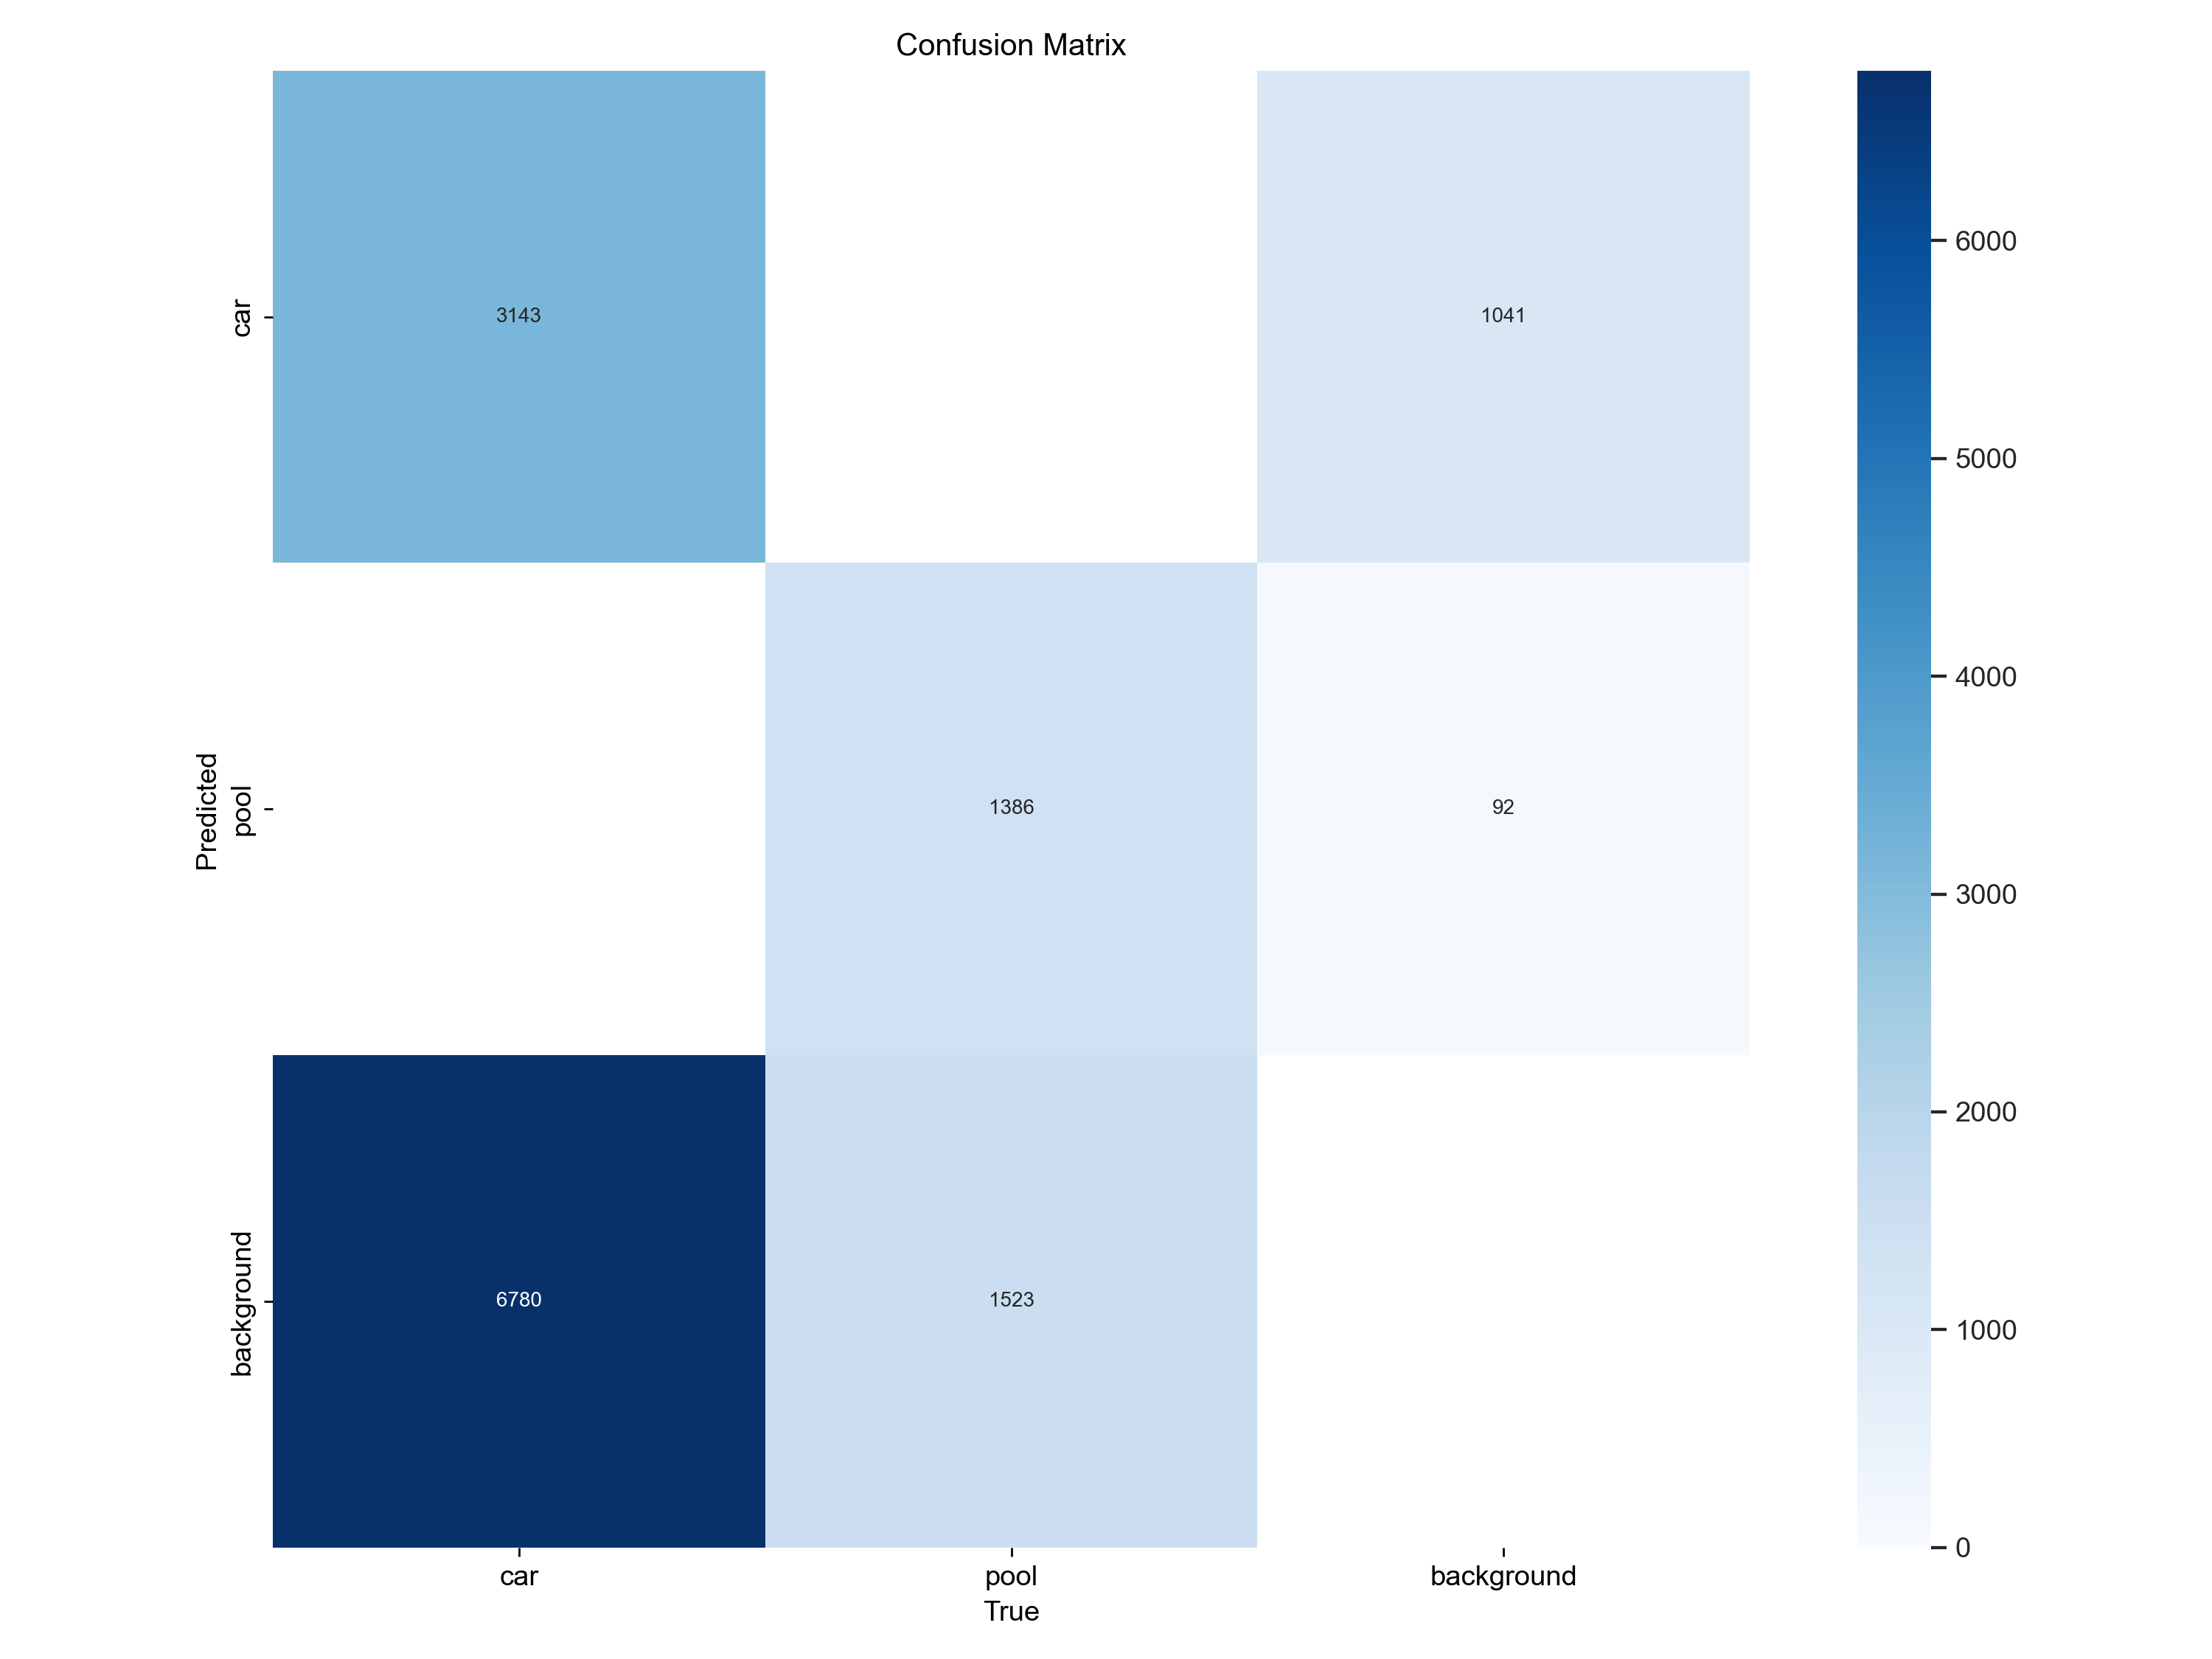 Confusion Matrix
car
3143
1041
Predicted
pool
1386
92
background
6780
1523
car
pool
background
True
6000
5000
4000
3000
2000
1000
0